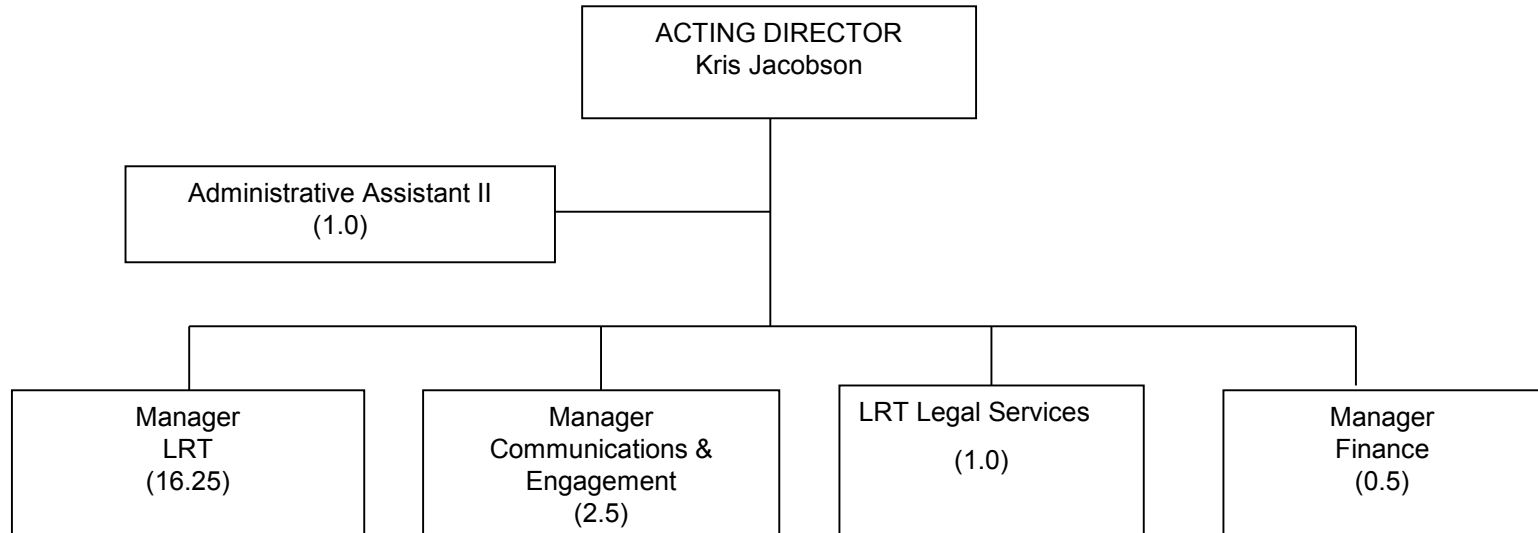 ACTING DIRECTOR
Kris Jacobson
Administrative Assistant II
(1.0)
Manager
LRT
(16.25)
Manager
Communications &
Engagement
(2.5)
LRT Legal Services
(1.0)
Manager
Finance
(0.5)